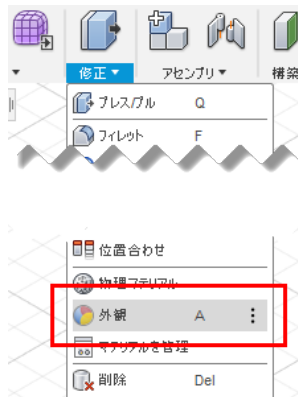 修正▼ アセンブリ▼ 構築
プレス/プル Q
フィレット F
位置合わせ
物理マテリアル
外観 A
マテリアルを管理
削除 Del